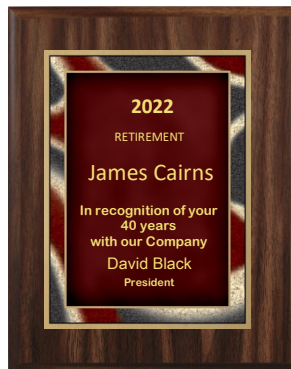 2022
RETIREMENT
James Cairns
In recognition of your
40 years
with our Company
David Black
President